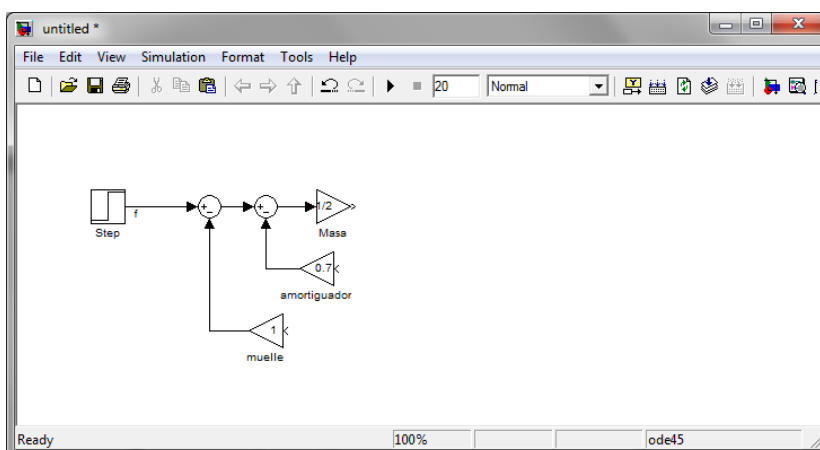 untitled *
File Edit View Simulation Format Tools Help
20 Normal
f
Step
+
-
+
-
1/2
Masa
0.7
amortiguador
1
muelle
Ready 100% ode45